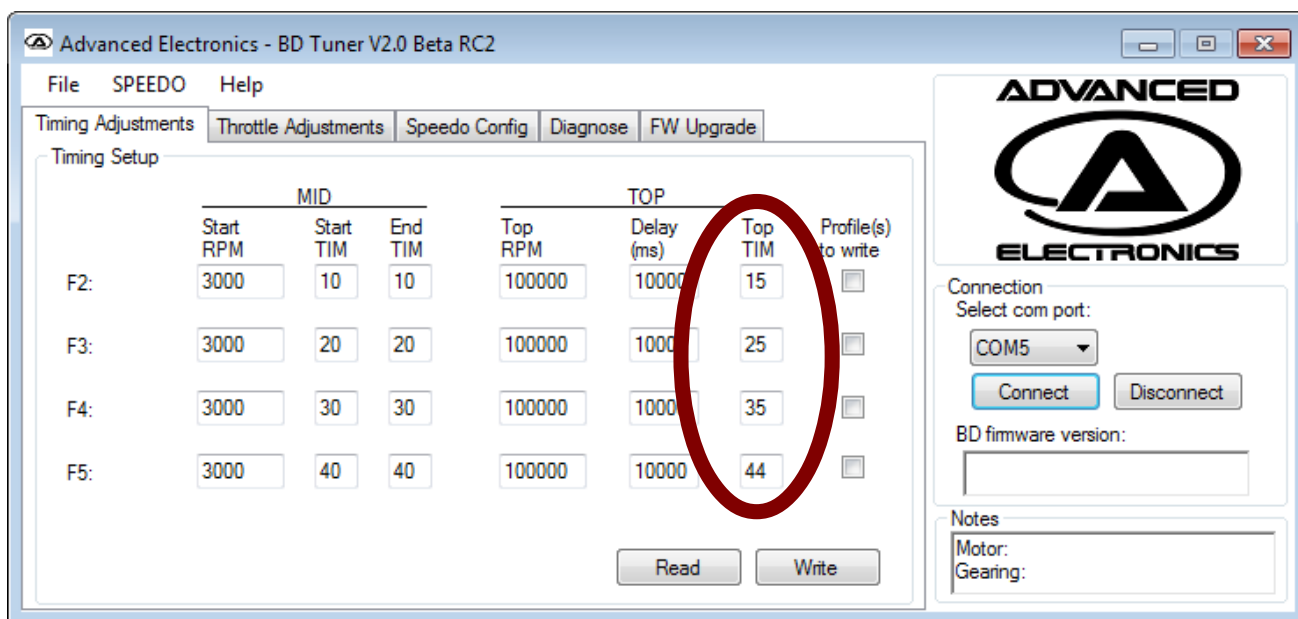 Advanced Electronics - BD Tuner V2.0 Beta RC2
File SPEEDO Help
Timing Adjustments Throttle Adjustments Speedo Config Diagnose FW Upgrade
Timing Setup
MID TOP
Start Start End Top Delay Top Profile(s)
RPM TIM TIM RPM (ms) TIM to write
F2: 3000 10 10 100000 10000 15
F3: 3000 20 20 100000 1000 25
F4: 3000 30 30 100000 1000 35
F5: 3000 40 40 100000 10000 44
Read Write
ADVANCED
A
ELECTRONICS
Connection
Select com port:
COM5
Connect Disconnect
BD firmware version:
Notes
Motor:
Gearing: